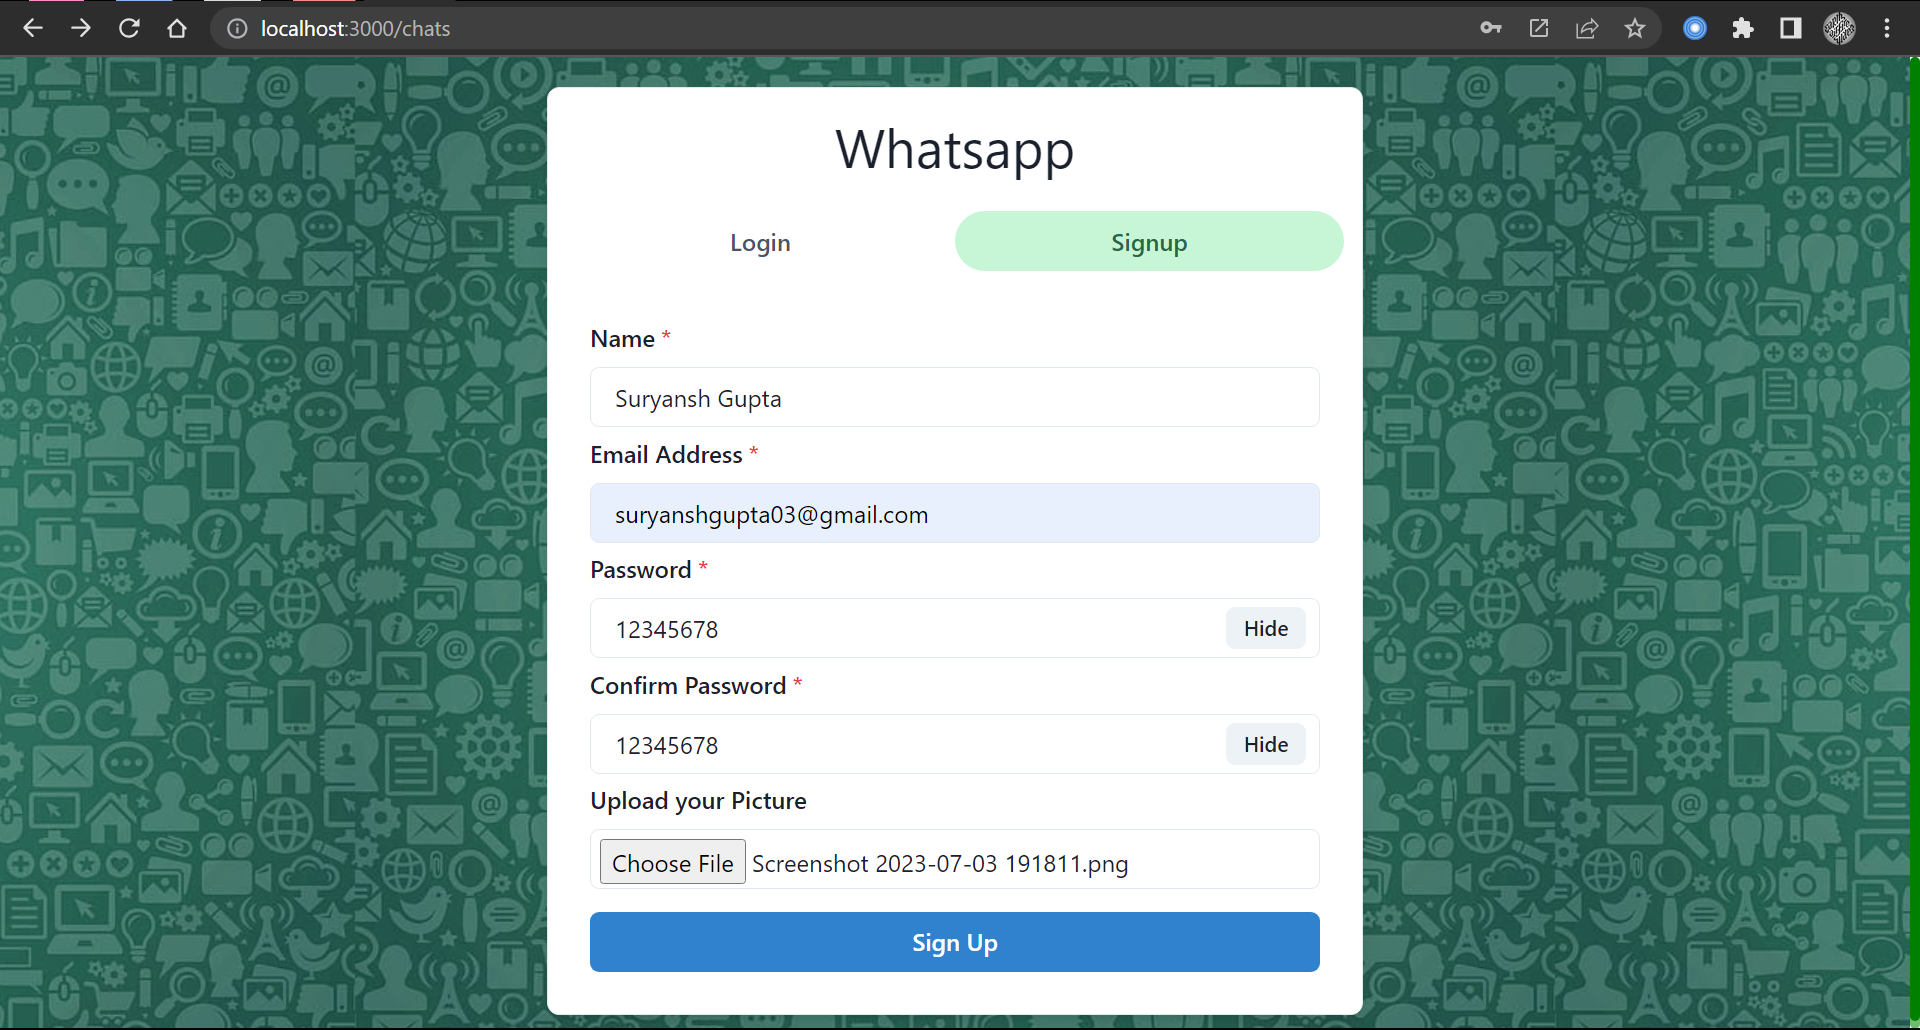 localhost:3000/chats
Whatsapp
Login
Signup
Name *
Suryansh Gupta
Email Address *
suryanshgupta03@gmail.com
Password *
12345678
Hide
Confirm Password *
12345678
Hide
Upload your Picture
Choose File Screenshot 2023-07-03 191811.png
Sign Up